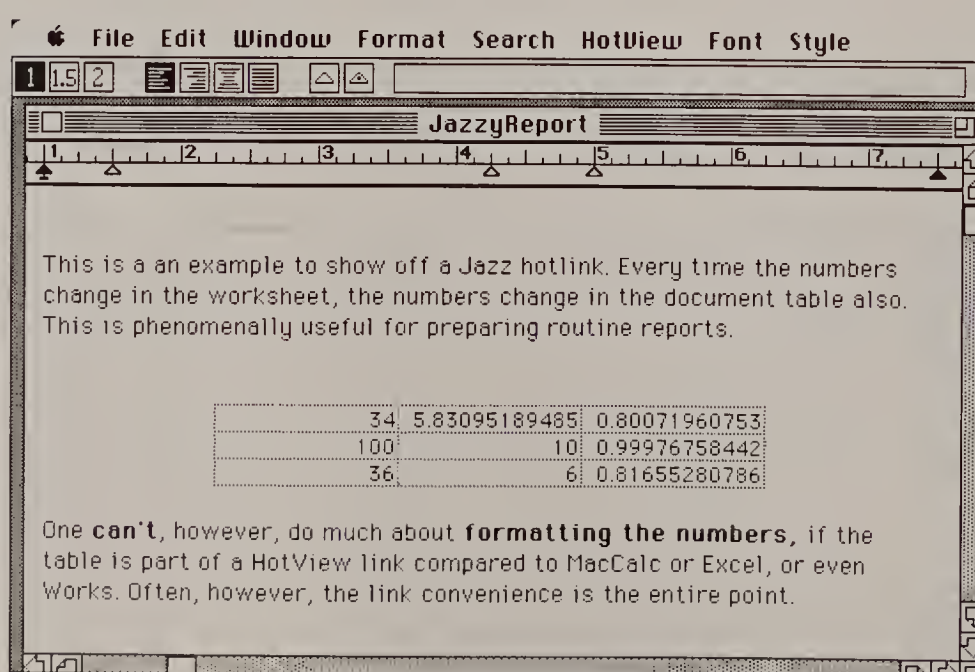 File Edit Window Format Search HotView Font Style
1 1.5 2
JazzyReport
1 2 3 4 5 6 7
This is a an example to show off a Jazz hotlink. Every time the numbers
change in the worksheet, the numbers change in the document table also.
This is phenomenally useful for preparing routine reports.
34 5.83095189485 0.80071960753
100 10 0.99976758442
36 6 0.81655280786
One can't, however, do much about formatting the numbers, if the
table is part of a HotView link compared to MacCalc or Excel, or even
Works. Often, however, the link convenience is the entire point.